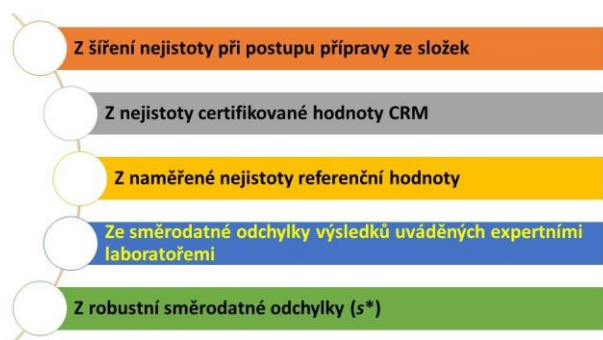 Z šíření nejistoty při postupu přípravy ze složek
Z nejistoty certifikované hodnoty CRM
Z naměřené nejistoty referenční hodnoty
Ze směrodatné odchylky výsledků uváděných expertními
laboratořemi
Z robustní směrodatné odchylky (s*)